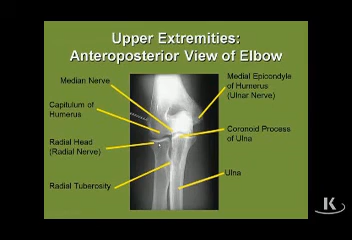 Upper Extremities:
Anteroposterior View of Elbow
Median Nerve
Capitulum of
Humerus
Radial Head
(Radial Nerve)
Radial Tuberosity
Medial Epicondyle
of Humerus
(Ulnar Nerve)
Coronoid Process
of Ulna
Ulna
K